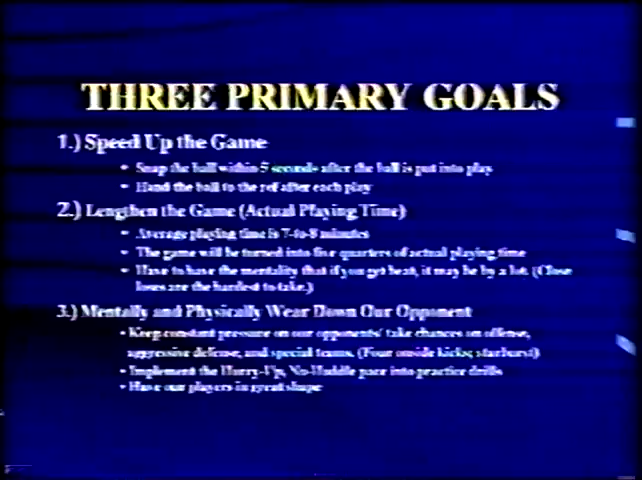 THREE PRIMARY GOALS
1.) Speed Up the Game
• Snap the ball within 5 seconds after the ball is put into play
• Hand the ball to the ref after each play
2.) Lengthen the Game (Actual Playing Time)
• Average playing time is 7-to-8 minutes
• The game will be turned into five quarters of actual playing time
• Have to have the mentality that if you get beat, it may be by a lot. (Close
loses are the hardest to take.)
3.) Mentally and Physically Wear Down Our Opponent
• Keep constant pressure on our opponents' take chances on offense,
aggressive defense, and special teams. (Four onside kicks; starburst)
• Implement the Hurry-Up, No-Huddle pace into practice drills
• Have our players in great shape